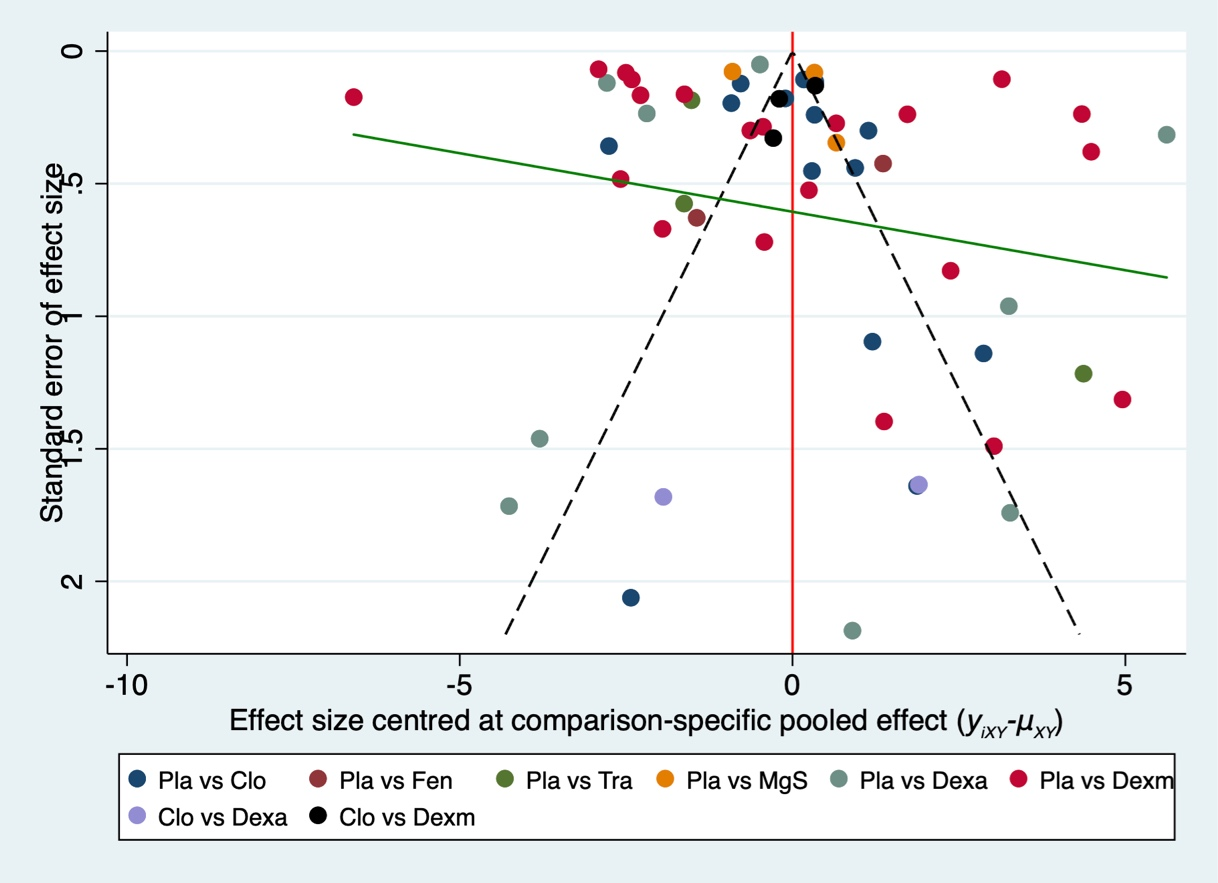 Standard error of effect size
0
.5
1
1.5
2
-10 -5 0 5
Effect size centred at comparison-specific pooled effect (yiXY-μXY)
Pla vs Clo Pla vs Fen Pla vs Tra Pla vs MgS Pla vs Dexa Pla vs Dexm
Clo vs Dexa Clo vs Dexm